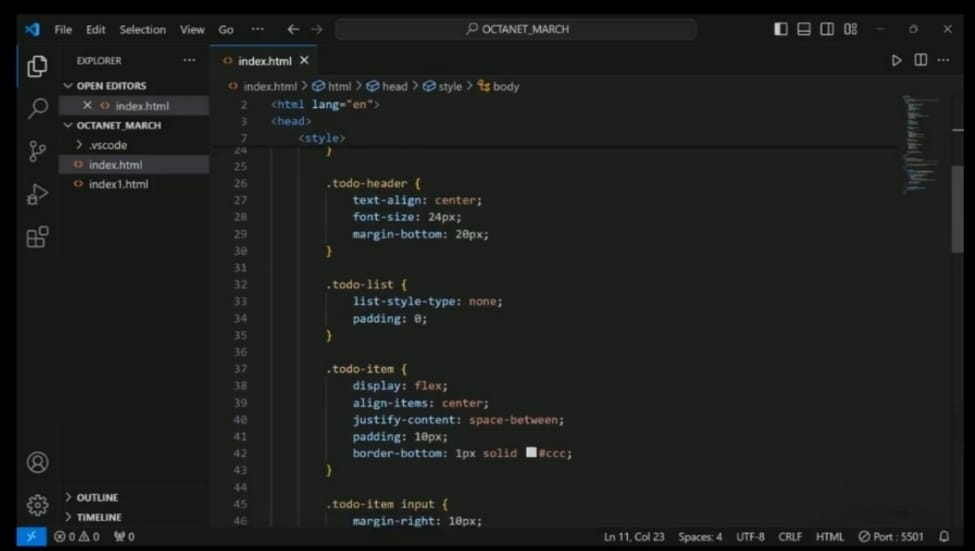 File Edit Selection View Go ··· OCTANET_MARCH
EXPLORER ···
OPEN EDITORS
index.html
OCTANET_MARCH
.vscode
index.html
index1.html
OUTLINE
TIMELINE
index.html
index.html > html > head > style > body
2 <html lang="en">
3 <head>
7 <style>
24 }
25
26 .todo-header {
27 text-align: center;
28 font-size: 24px;
29 margin-bottom: 20px;
30 }
31
32 .todo-list {
33 list-style-type: none;
34 padding: 0;
35 }
36
37 .todo-item {
38 display: flex;
39 align-items: center;
40 justify-content: space-between;
41 padding: 10px;
42 border-bottom: 1px solid #ccc;
43 }
44
45 .todo-item input {
46 margin-right: 10px;
0 0 0 Ln 11, Col 23 Spaces: 4 UTF-8 CRLF HTML Port : 5501